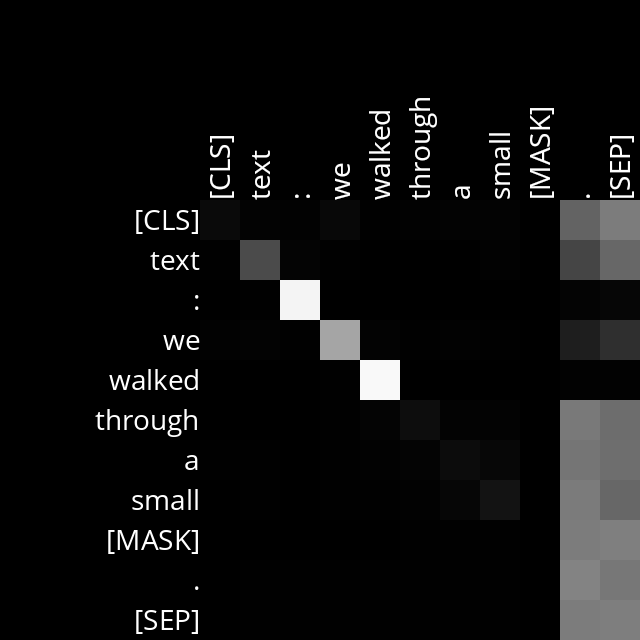 [CLS] text : we walked through a small [MASK] . [SEP]
[CLS]
text
:
we
walked
through
a
small
[MASK]
.
[SEP]